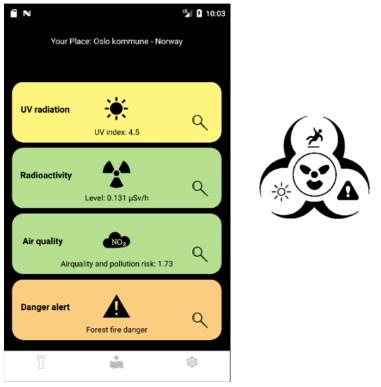 10:03
Your Place: Oslo kommune - Norway
UV radiation
UV index: 4.5
Radioactivity
Level: 0.131 µSv/h
Air quality
NO₂
Airquality and pollution risk: 1.73
Danger alert
Forest fire danger